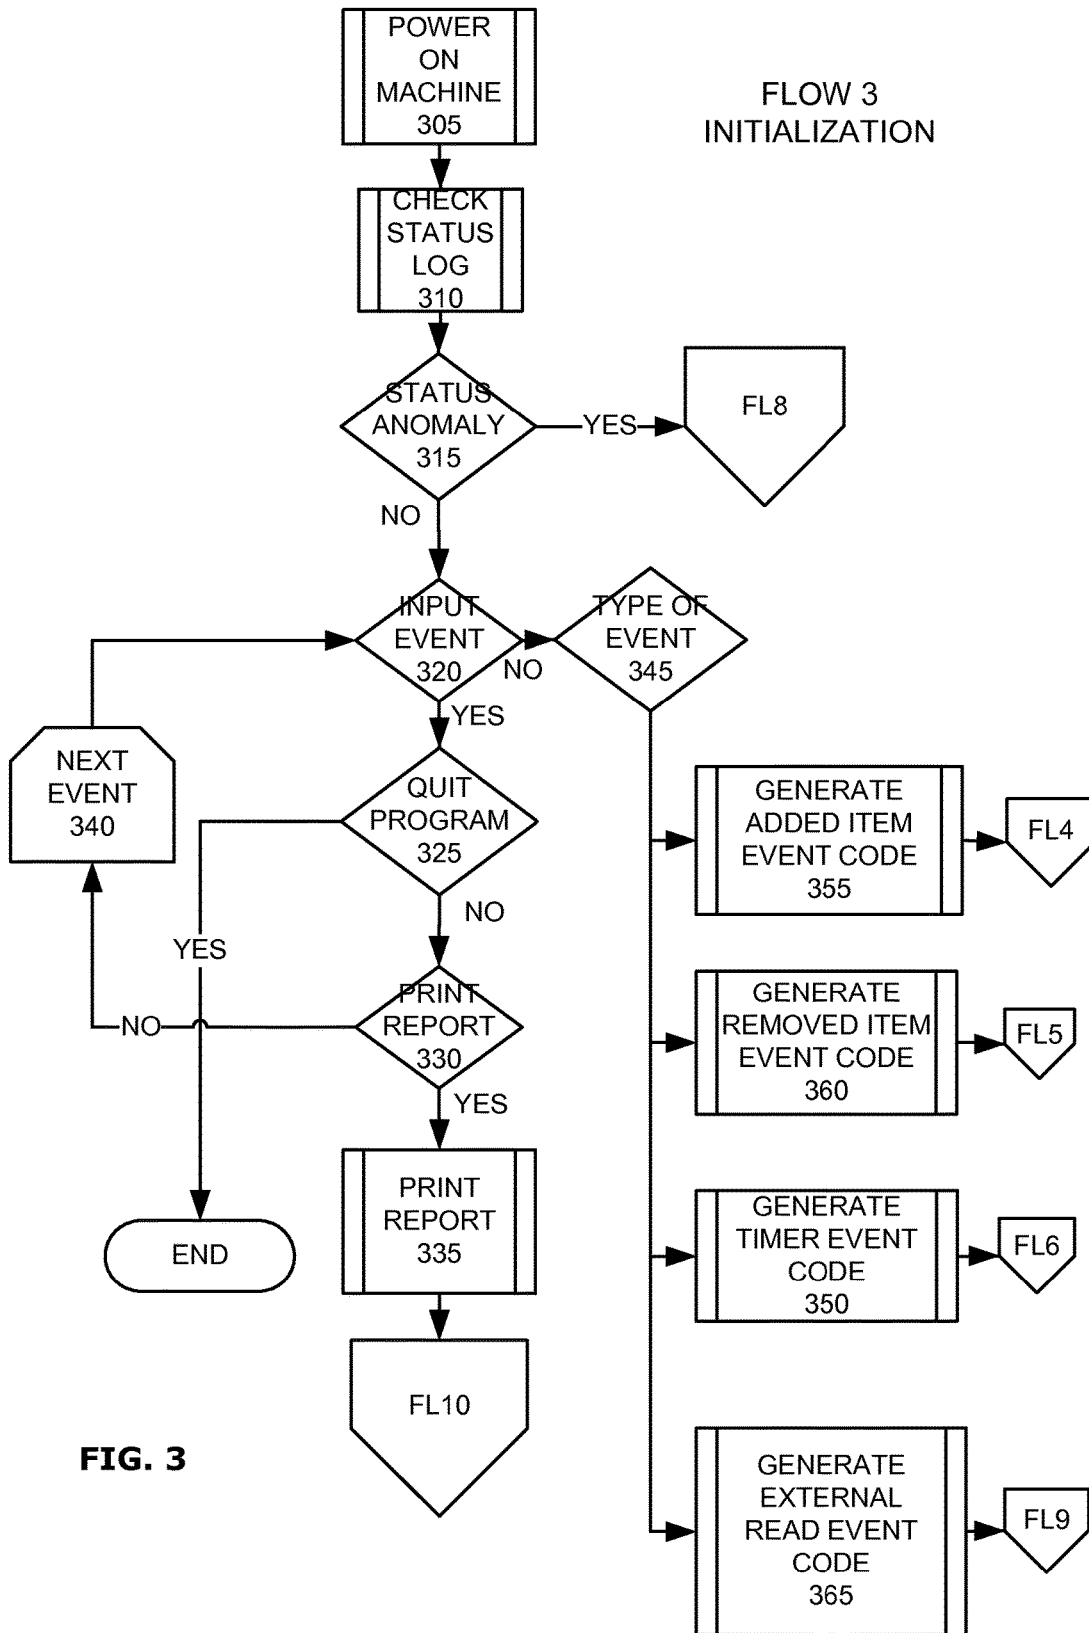 POWER
ON
MACHINE
305
FLOW 3
INITIALIZATION
CHECK
STATUS
LOG
310
STATUS
ANOMALY
315
YES
FL8
NO
INPUT
EVENT
320
NO
TYPE OF
EVENT
345
YES
NEXT
EVENT
340
QUIT
PROGRAM
325
GENERATE
ADDED ITEM
EVENT CODE
355
FL4
NO
YES
PRINT
REPORT
330
NO
GENERATE
REMOVED ITEM
EVENT CODE
360
FL5
YES
PRINT
REPORT
335
GENERATE
TIMER EVENT
CODE
350
FL6
END
FL10
FIG. 3
GENERATE
EXTERNAL
READ EVENT
CODE
365
FL9